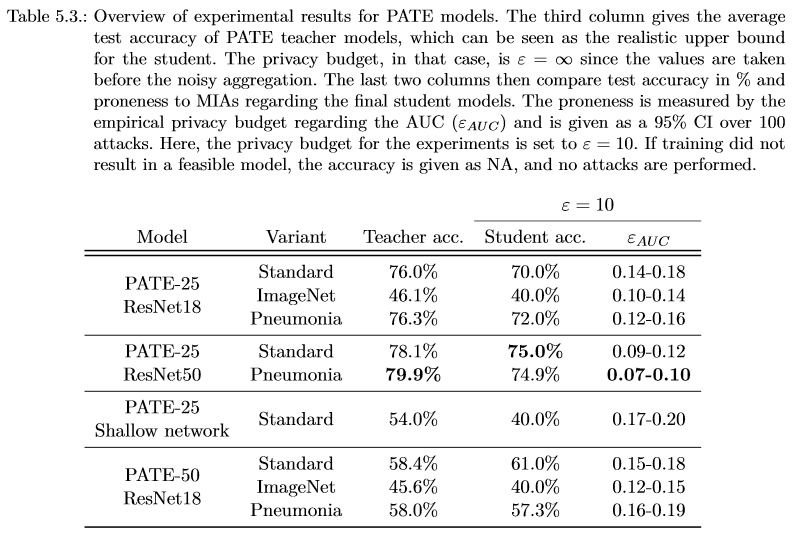 Table 5.3.: Overview of experimental results for PATE models. The third column gives the average
test accuracy of PATE teacher models, which can be seen as the realistic upper bound
for the student. The privacy budget, in that case, is ε = ∞ since the values are taken
before the noisy aggregation. The last two columns then compare test accuracy in % and
proneness to MIAs regarding the final student models. The proneness is measured by the
empirical privacy budget regarding the AUC (ε_AUC) and is given as a 95% CI over 100
attacks. Here, the privacy budget for the experiments is set to ε = 10. If training did not
result in a feasible model, the accuracy is given as NA, and no attacks are performed.
ε = 10
Model Variant Teacher acc. Student acc. ε_AUC
PATE-25
ResNet18
Standard 76.0% 70.0% 0.14-0.18
ImageNet 46.1% 40.0% 0.10-0.14
Pneumonia 76.3% 72.0% 0.12-0.16
PATE-25 Standard 78.1% 75.0% 0.09-0.12
ResNet50 Pneumonia 79.9% 74.9% 0.07-0.10
PATE-25
Shallow network
Standard 54.0% 40.0% 0.17-0.20
PATE-50
ResNet18
Standard 58.4% 61.0% 0.15-0.18
ImageNet 45.6% 40.0% 0.12-0.15
Pneumonia 58.0% 57.3% 0.16-0.19